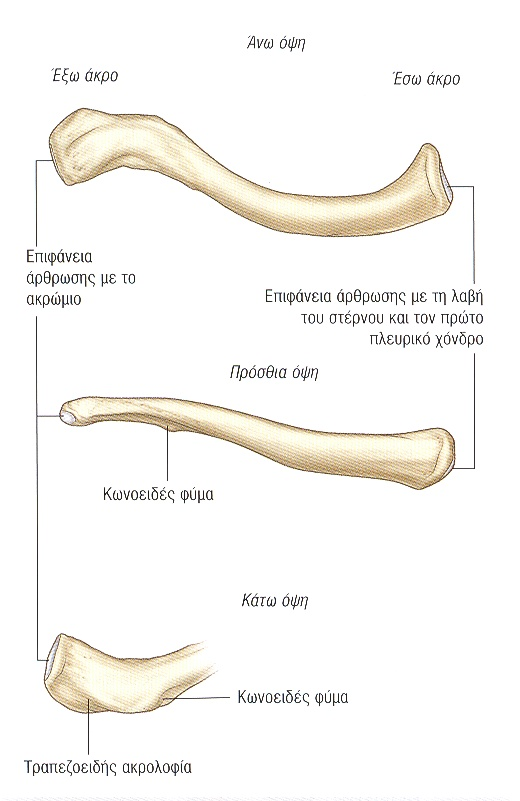 Άνω όψη
Έξω άκρο
Έσω άκρο
Επιφάνεια
άρθρωσης με το
ακρώμιο
Επιφάνεια άρθρωσης με τη λαβή
του στέρνου και τον πρώτο
πλευρικό χόνδρο
Πρόσθια όψη
Κωνοειδές φύμα
Κάτω όψη
Κωνοειδές φύμα
Τραπεζοειδής ακρολοφία